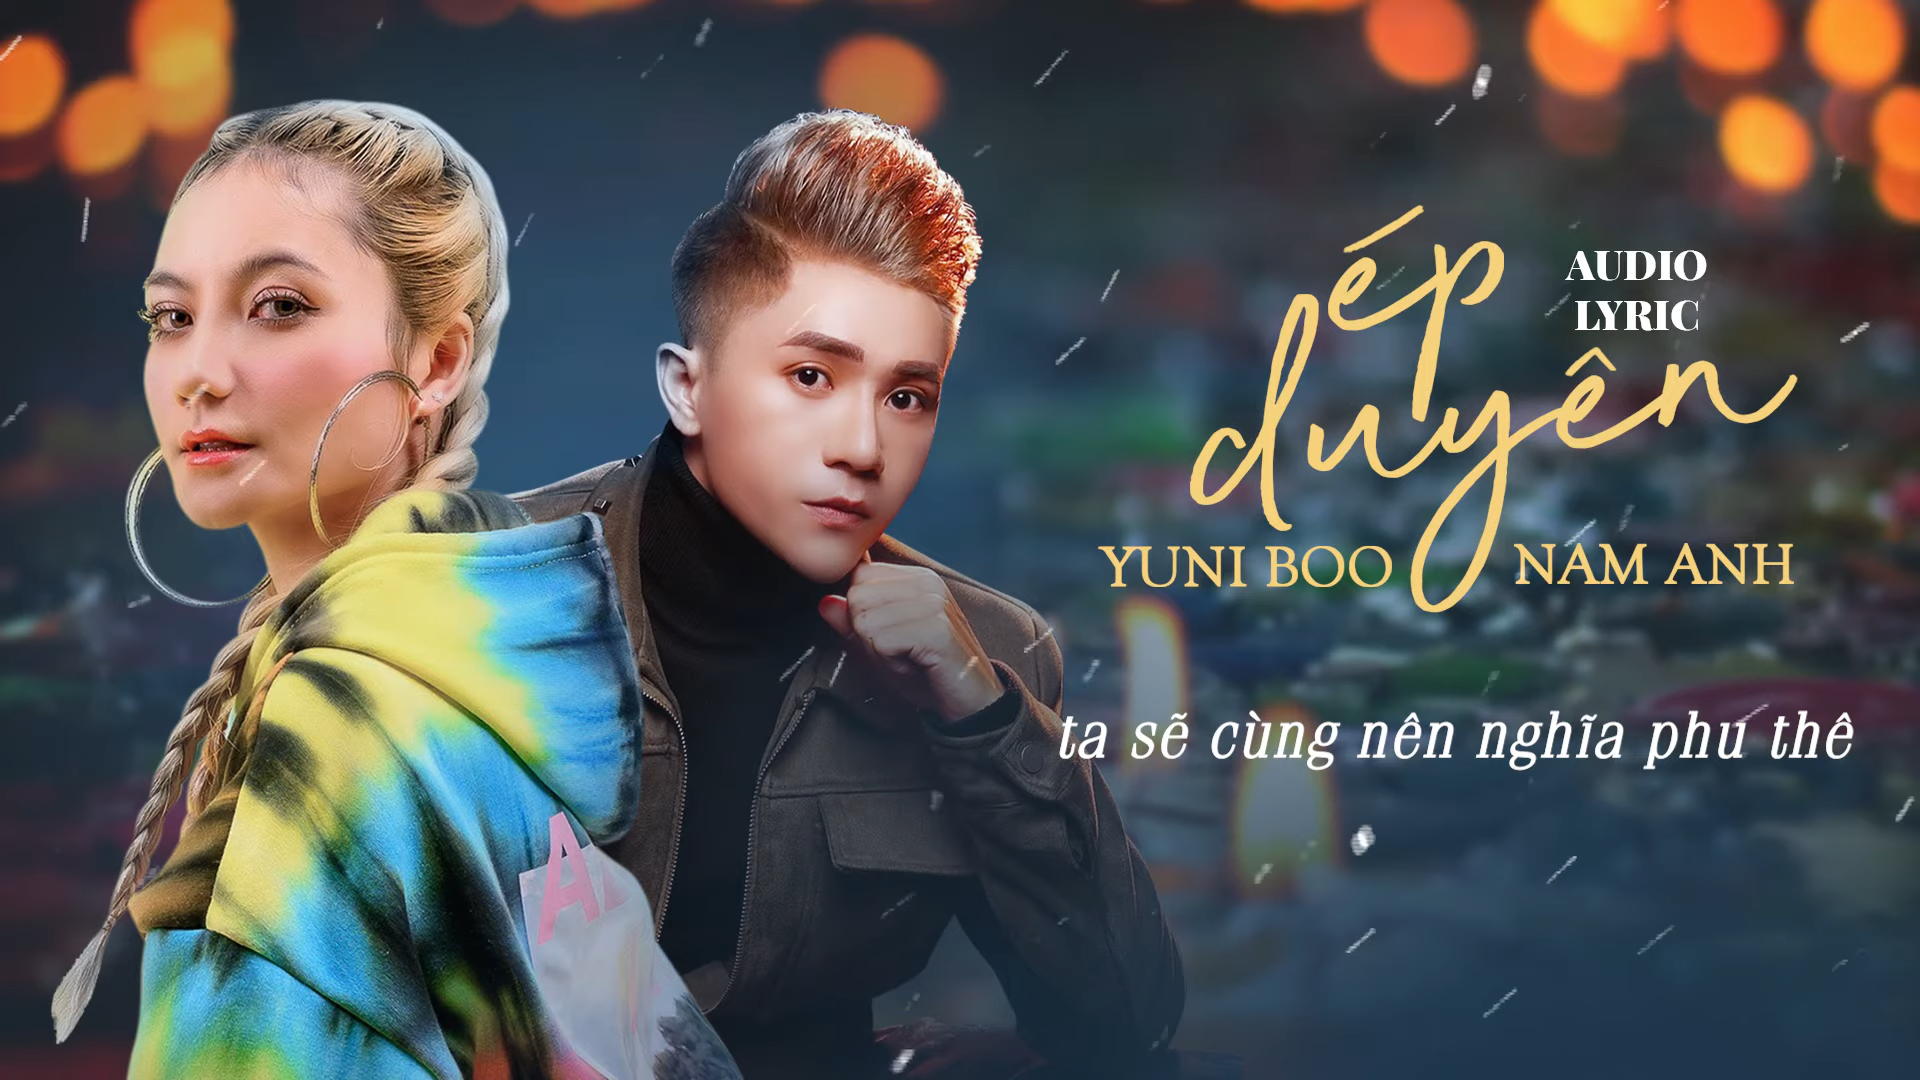 ép
duyên
AUDIO
LYRIC
YUNI BOO
NAM ANH
ta sẽ cùng nên nghĩa phu thê
A